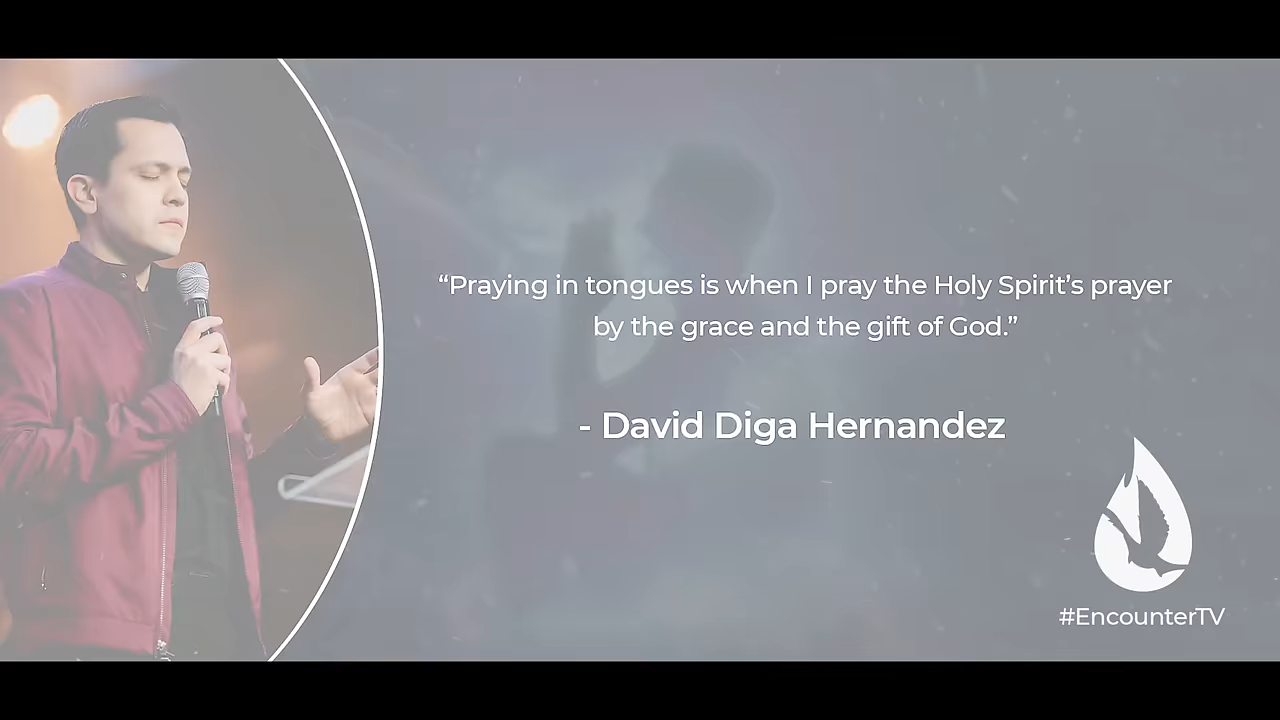 “Praying in tongues is when I pray the Holy Spirit’s prayer
by the grace and the gift of God.”
- David Diga Hernandez
#EncounterTV